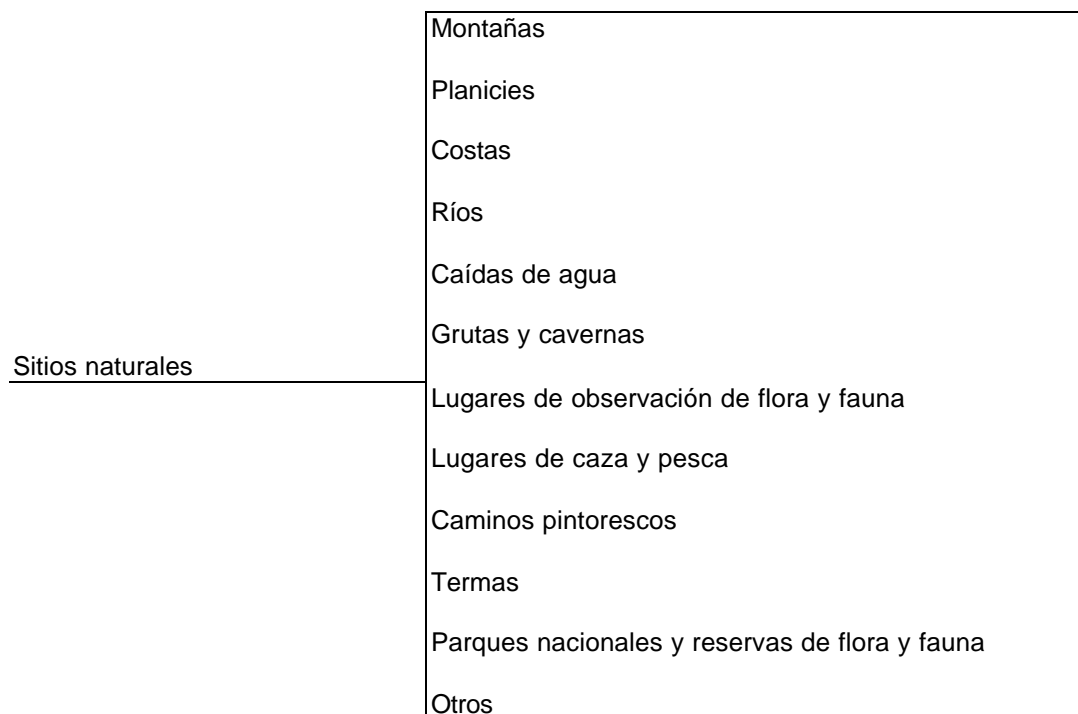 Montañas
Planicies
Costas
Ríos
Caídas de agua
Grutas y cavernas
Sitios naturales
Lugares de observación de flora y fauna
Lugares de caza y pesca
Caminos pintorescos
Termas
Parques nacionales y reservas de flora y fauna
Otros